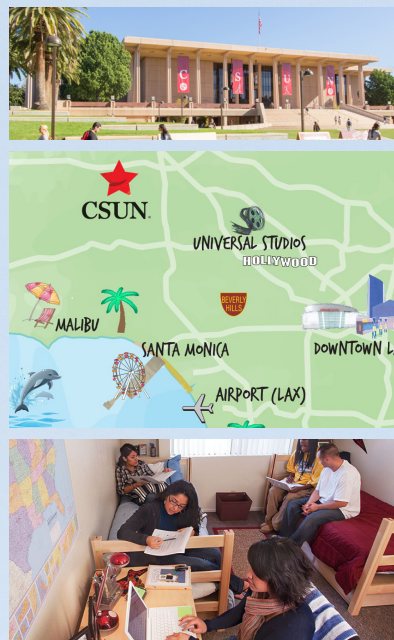 C S U N
CSUN
UNIVERSAL STUDIOS
HOLLYWOOD
BEVERLY
HILLS
MALIBU
SANTA MONICA
DOWNTOWN L
AIRPORT (LAX)